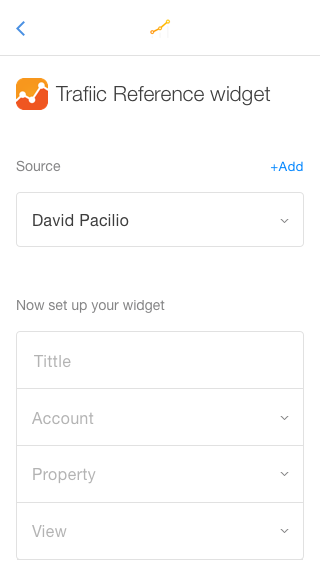 Trafiic Reference widget
Source
+Add
David Pacilio
Now set up your widget
Tittle
Account
Property
View